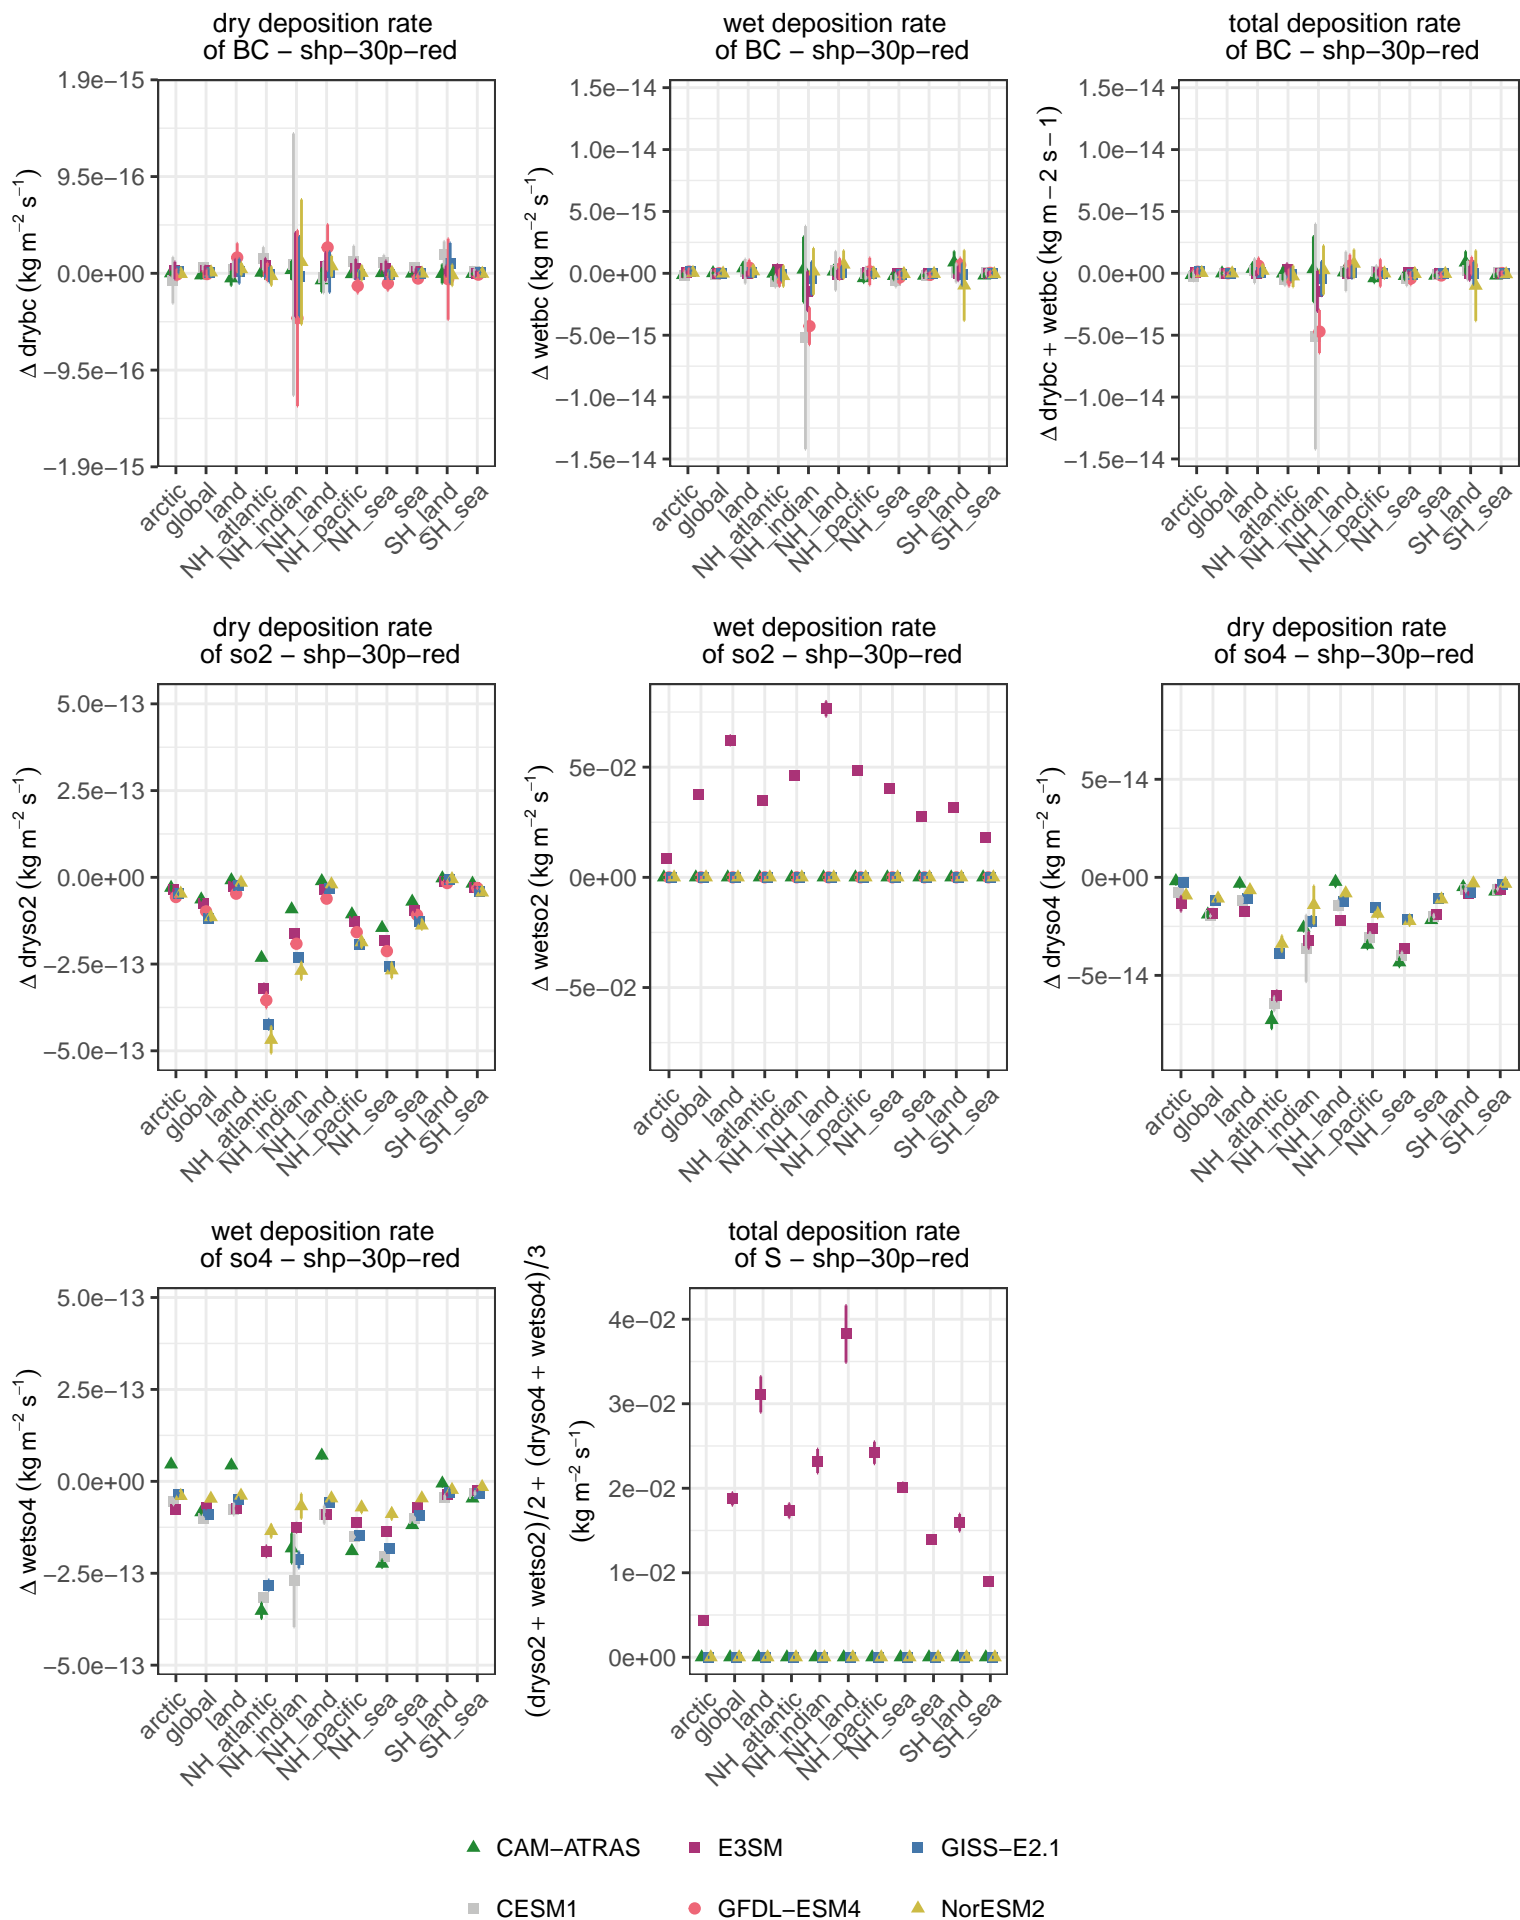 dry deposition rate
of BC − shp−30p−red
1.9e−15
9.5e−16
0.0e+00
−9.5e−16
−1.9e−15
Δ drybc (kg m−2 s−1)
arctic
global
land
NH_atlantic
NH_indian
NH_land
NH_pacific
NH_sea
sea
SH_land
SH_sea
wet deposition rate
of BC − shp−30p−red
1.5e−14
1.0e−14
5.0e−15
0.0e+00
−5.0e−15
−1.0e−14
−1.5e−14
Δ wetbc (kg m−2 s−1)
arctic
global
land
NH_atlantic
NH_indian
NH_land
NH_pacific
NH_sea
sea
SH_land
SH_sea
total deposition rate
of BC − shp−30p−red
1.5e−14
1.0e−14
5.0e−15
0.0e+00
−5.0e−15
−1.0e−14
−1.5e−14
Δ drybc + wetbc (kg m − 2 s − 1)
arctic
global
land
NH_atlantic
NH_indian
NH_land
NH_pacific
NH_sea
sea
SH_land
SH_sea
dry deposition rate
of so2 − shp−30p−red
5.0e−13
2.5e−13
0.0e+00
−2.5e−13
−5.0e−13
Δ dryso2 (kg m−2 s−1)
arctic
global
land
NH_atlantic
NH_indian
NH_land
NH_pacific
NH_sea
sea
SH_land
SH_sea
wet deposition rate
of so2 − shp−30p−red
5e−02
0e+00
−5e−02
Δ wetso2 (kg m−2 s−1)
arctic
global
land
NH_atlantic
NH_indian
NH_land
NH_pacific
NH_sea
sea
SH_land
SH_sea
dry deposition rate
of so4 − shp−30p−red
5e−14
0e+00
−5e−14
Δ dryso4 (kg m−2 s−1)
arctic
global
land
NH_atlantic
NH_indian
NH_land
NH_pacific
NH_sea
sea
SH_land
SH_sea
wet deposition rate
of so4 − shp−30p−red
5.0e−13
2.5e−13
0.0e+00
−2.5e−13
−5.0e−13
Δ wetso4 (kg m−2 s−1)
arctic
global
land
NH_atlantic
NH_indian
NH_land
NH_pacific
NH_sea
sea
SH_land
SH_sea
total deposition rate
of S − shp−30p−red
4e−02
3e−02
2e−02
1e−02
0e+00
(dryso2 + wetso2)/2 + (dryso4 + wetso4)/3
(kg m−2 s−1)
arctic
global
land
NH_atlantic
NH_indian
NH_land
NH_pacific
NH_sea
sea
SH_land
SH_sea
CAM−ATRAS
E3SM
GISS−E2.1
CESM1
GFDL−ESM4
NorESM2